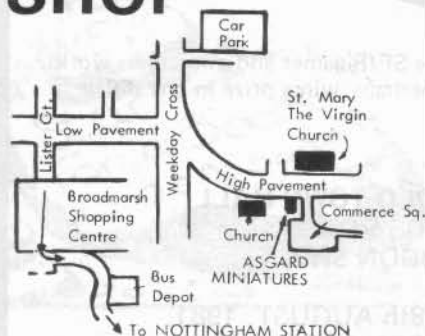 SHOP
Car
Park
St. Mary
The Virgin
Church
Lister Gt.
Low Pavement
Weekday Cross
High Pavement
Broadmarsh
Shopping
Centre
Church
Commerce Sq.
ASGARD
MINIATURES
Bus
Depot
To NOTTINGHAM STATION